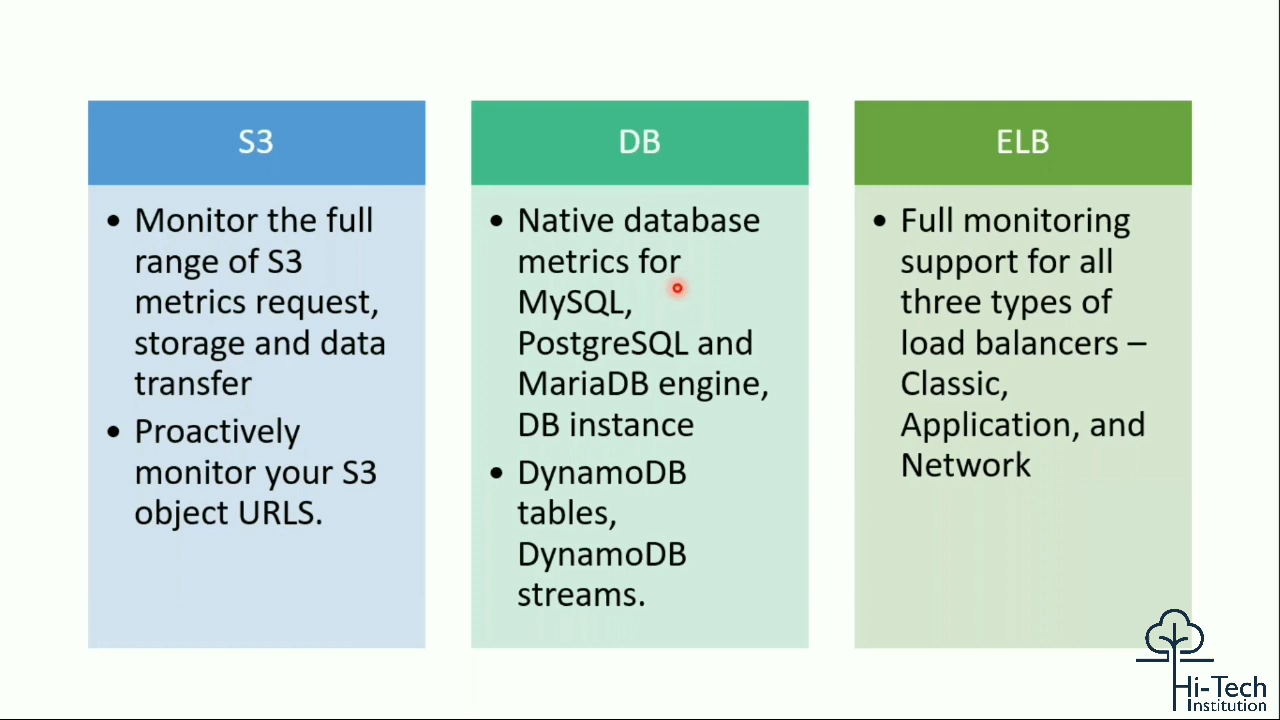 S3
• Monitor the full
range of S3
metrics request,
storage and data
transfer
• Proactively
monitor your S3
object URLS.
DB
• Native database
metrics for
MySQL,
PostgreSQL and
MariaDB engine,
DB instance
• DynamoDB
tables,
DynamoDB
streams.
ELB
• Full monitoring
support for all
three types of
load balancers –
Classic,
Application, and
Network
Hi-Tech
Institution